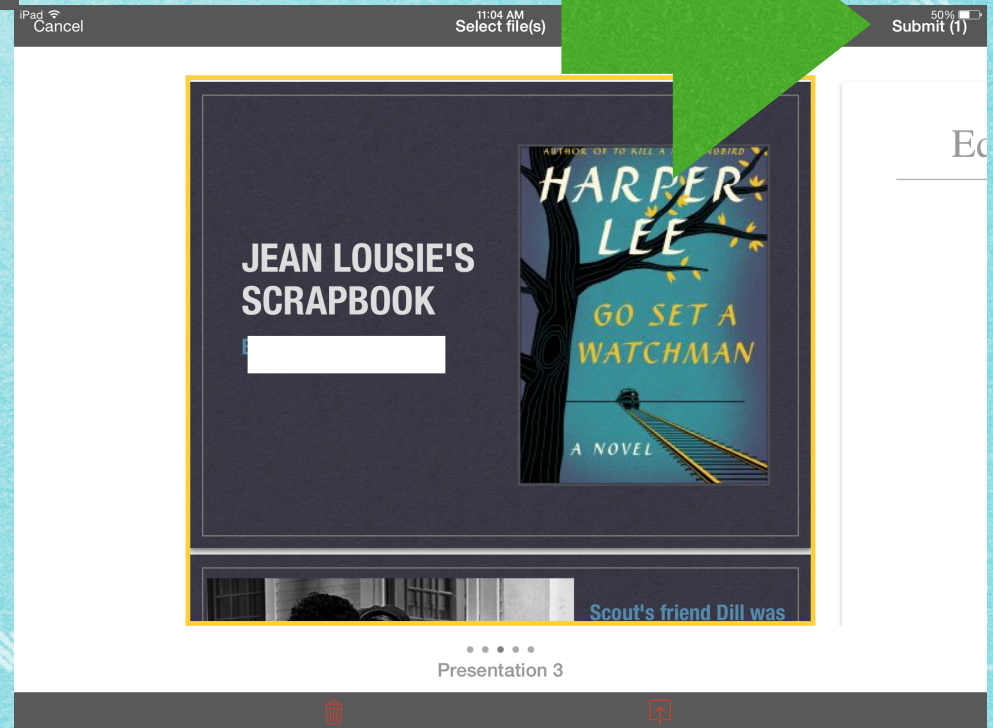 iPad
11:04 AM
50%
Cancel
Select file(s)
Submit (1)
JEAN LOUSIE'S
SCRAPBOOK
AUTHOR OF TO KILL A
HARPER
LEE
GO SET A
WATCHMAN
A NOVEL
Scout's friend Dill was
Presentation 3